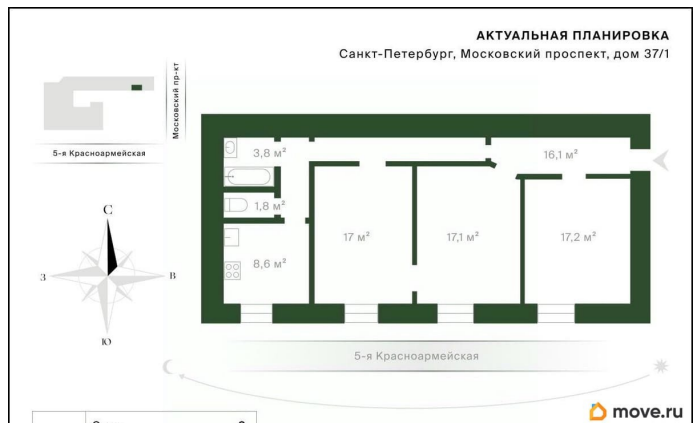 АКТУАЛЬНАЯ ПЛАНИРОВКА
Санкт-Петербург, Московский проспект, дом 37/1
Московский пр-кт
5-я Красноармейская
3,8 м²
16,1 м²
1,8 м²
17 м²
17,1 м²
17,2 м²
8,6 м²
С
З
В
Ю
5-я Красноармейская
move.ru